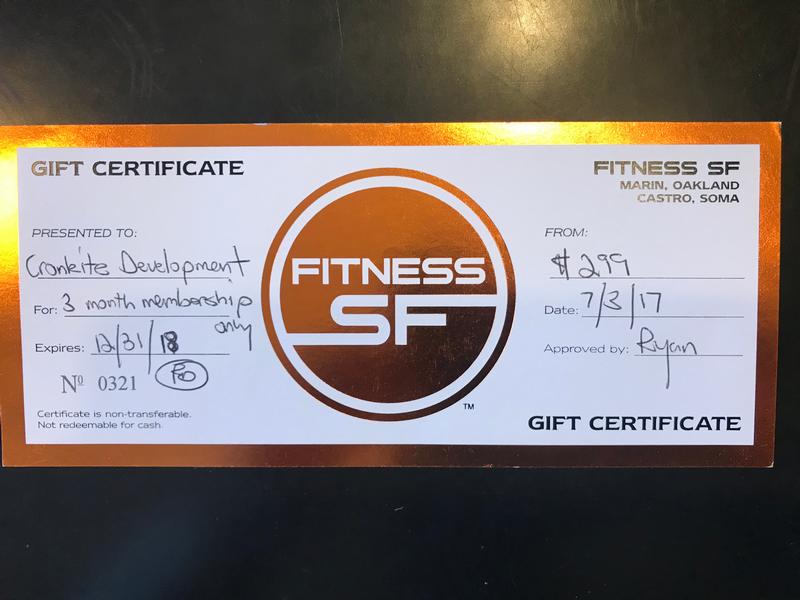 GIFT CERTIFICATE
PRESENTED TO:
Cronkite Development
For: 3 month membership
only
Expires: 12/31/18
Nº 0321
Certificate is non-transferable.
Not redeemable for cash.
FITNESS
SF
TM
FITNESS SF
MARIN, OAKLAND
CASTRO, SOMA
FROM:
$299
Date: 7/3/17
Approved by: Ryan
GIFT CERTIFICATE